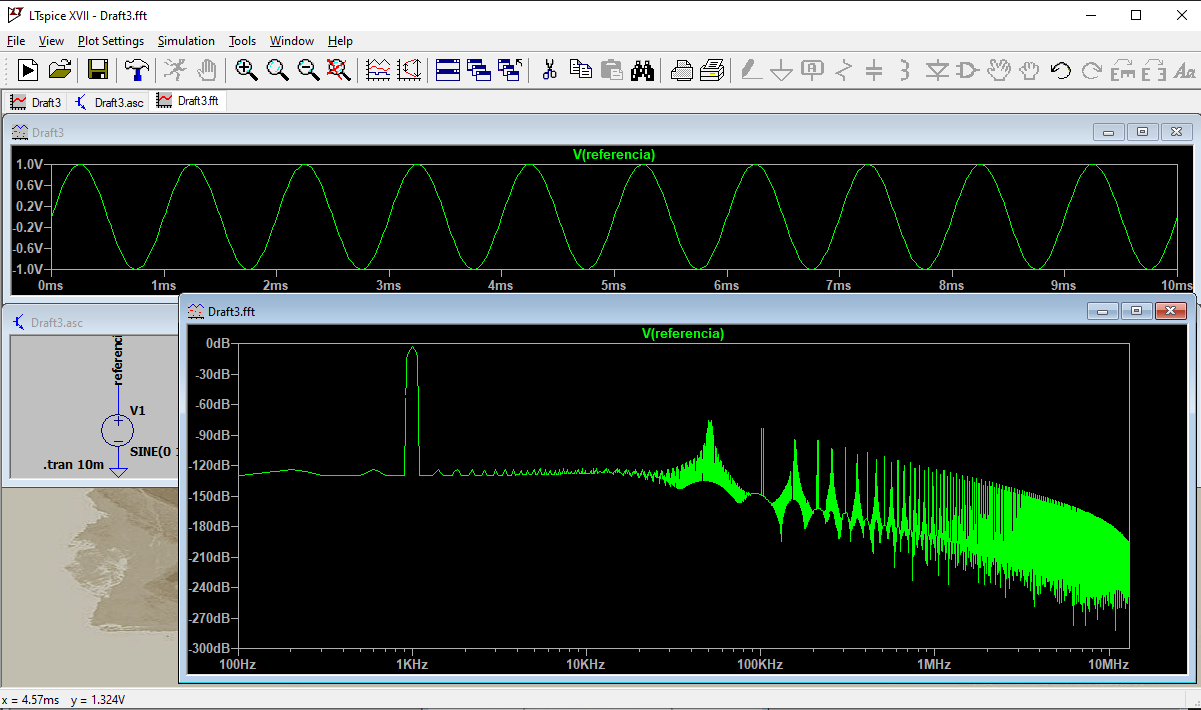 LTspice XVII - Draft3.fft
File View Plot Settings Simulation Tools Window Help
Draft3 Draft3.asc Draft3.fft
Draft3
V(referencia)
1.0V
0.6V
0.2V
-0.2V
-0.6V
-1.0V
0ms 1ms 2ms 3ms 4ms 5ms 6ms 7ms 8ms 9ms 10ms
Draft3.asc
V1
SINE(0
.tran 10m
Draft3.fft
V(referencia)
0dB
-30dB
-60dB
-90dB
-120dB
-150dB
-180dB
-210dB
-240dB
-270dB
-300dB
100Hz 1KHz 10KHz 100KHz 1MHz 10MHz
x = 4.57ms y = 1.324V